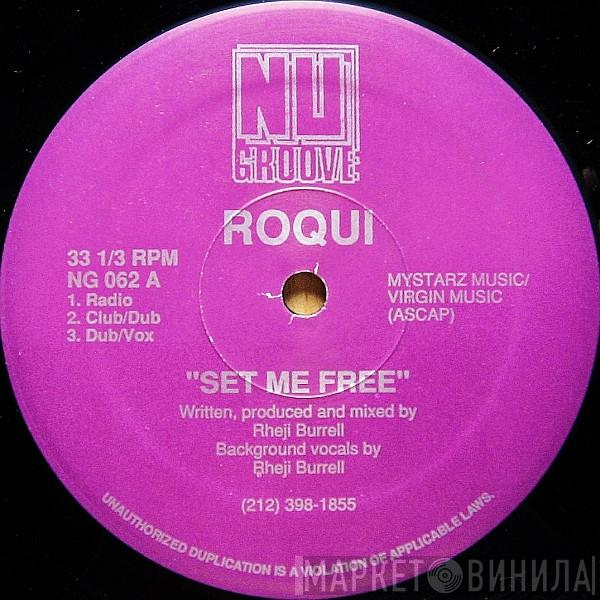 NU
GROOVE
ROQUI
33 1/3 RPM
NG 062 A
1. Radio
2. Club/Dub
3. Dub/Vox
MYSTARZ MUSIC/
VIRGIN MUSIC
(ASCAP)
"SET ME FREE"
Written, produced and mixed by
Rheji Burrell
Background vocals by
Rheji Burrell
(212) 398-1855
UNAUTHORIZED DUPLICATION IS A VIOLATION OF APPLICABLE LAWS.
МАРКЕТ ВИНИЛА